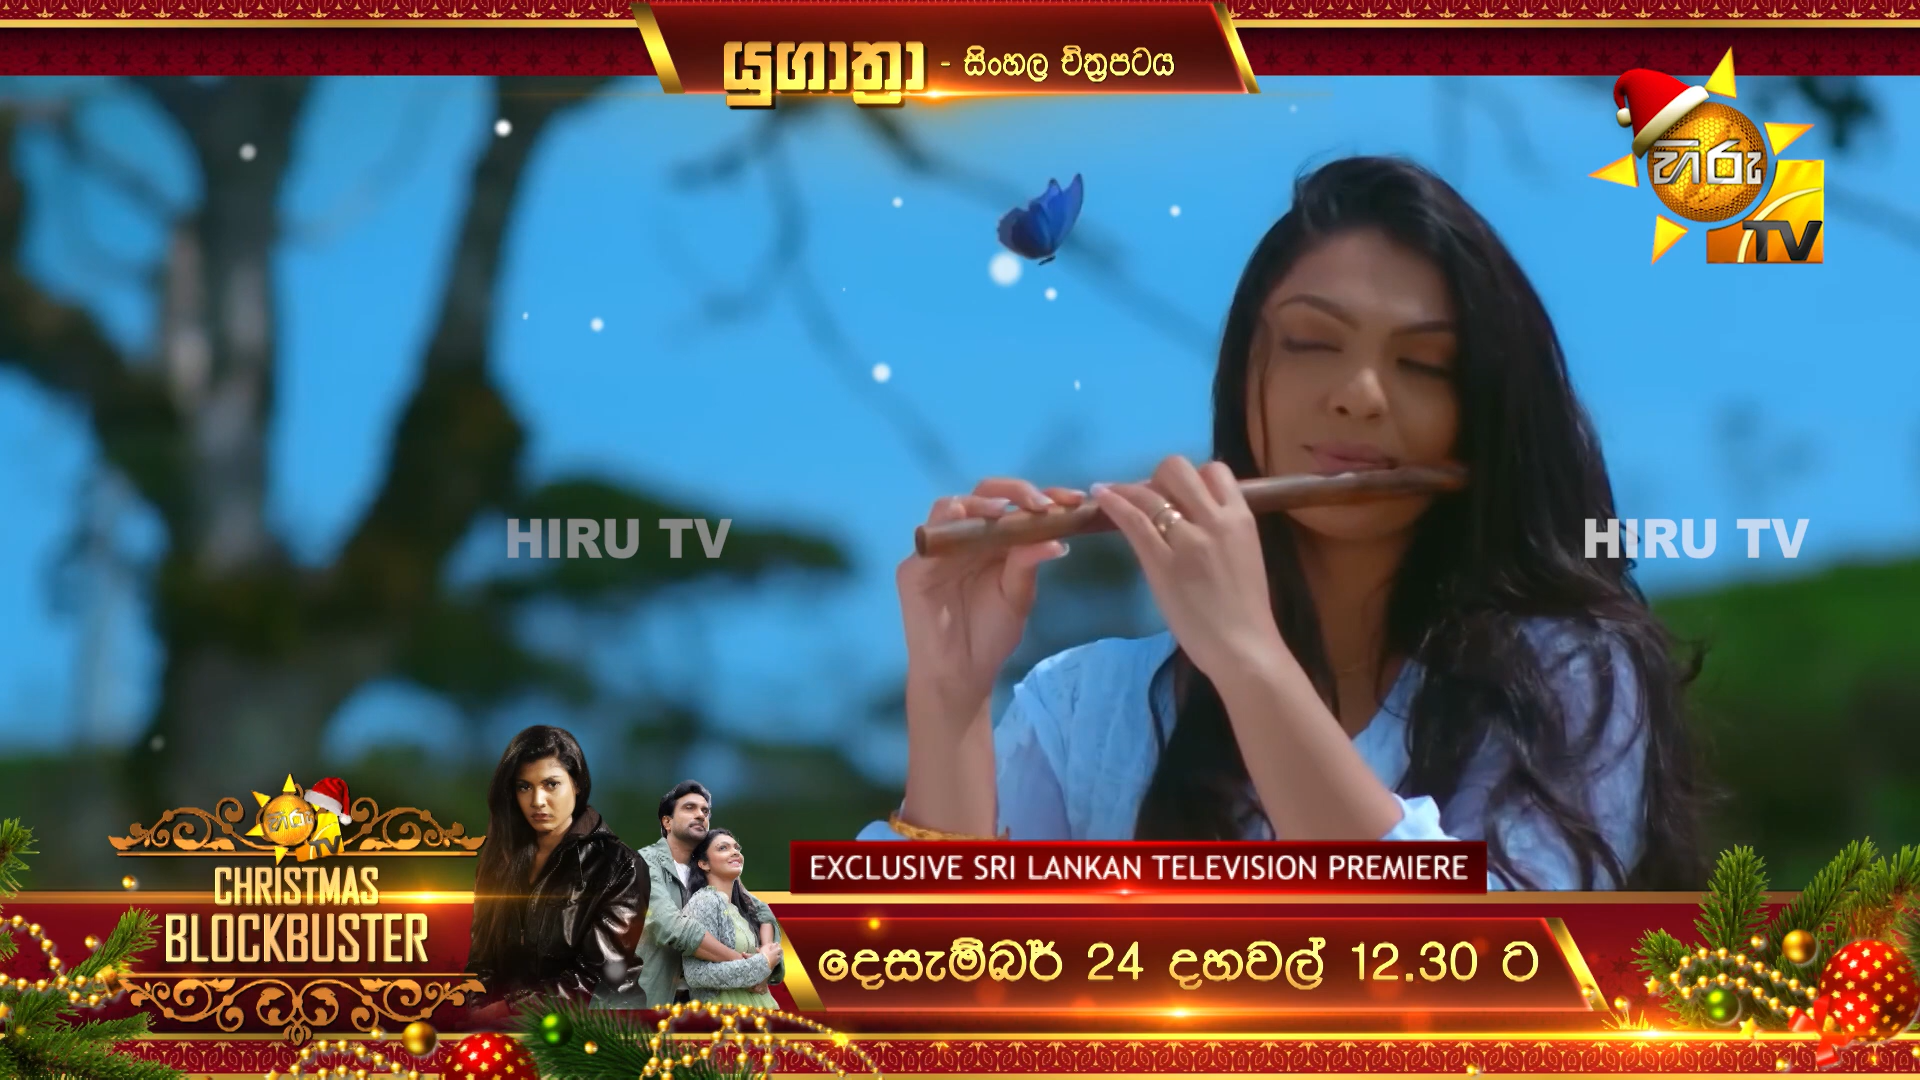 යුගාත්‍රා - සිංහල චිත්‍රපටය
හිරු
TV
HIRU TV
HIRU TV
හිරු
TV
CHRISTMAS
BLOCKBUSTER
EXCLUSIVE SRI LANKAN TELEVISION PREMIERE
දෙසැම්බර් 24 දහවල් 12.30 ට